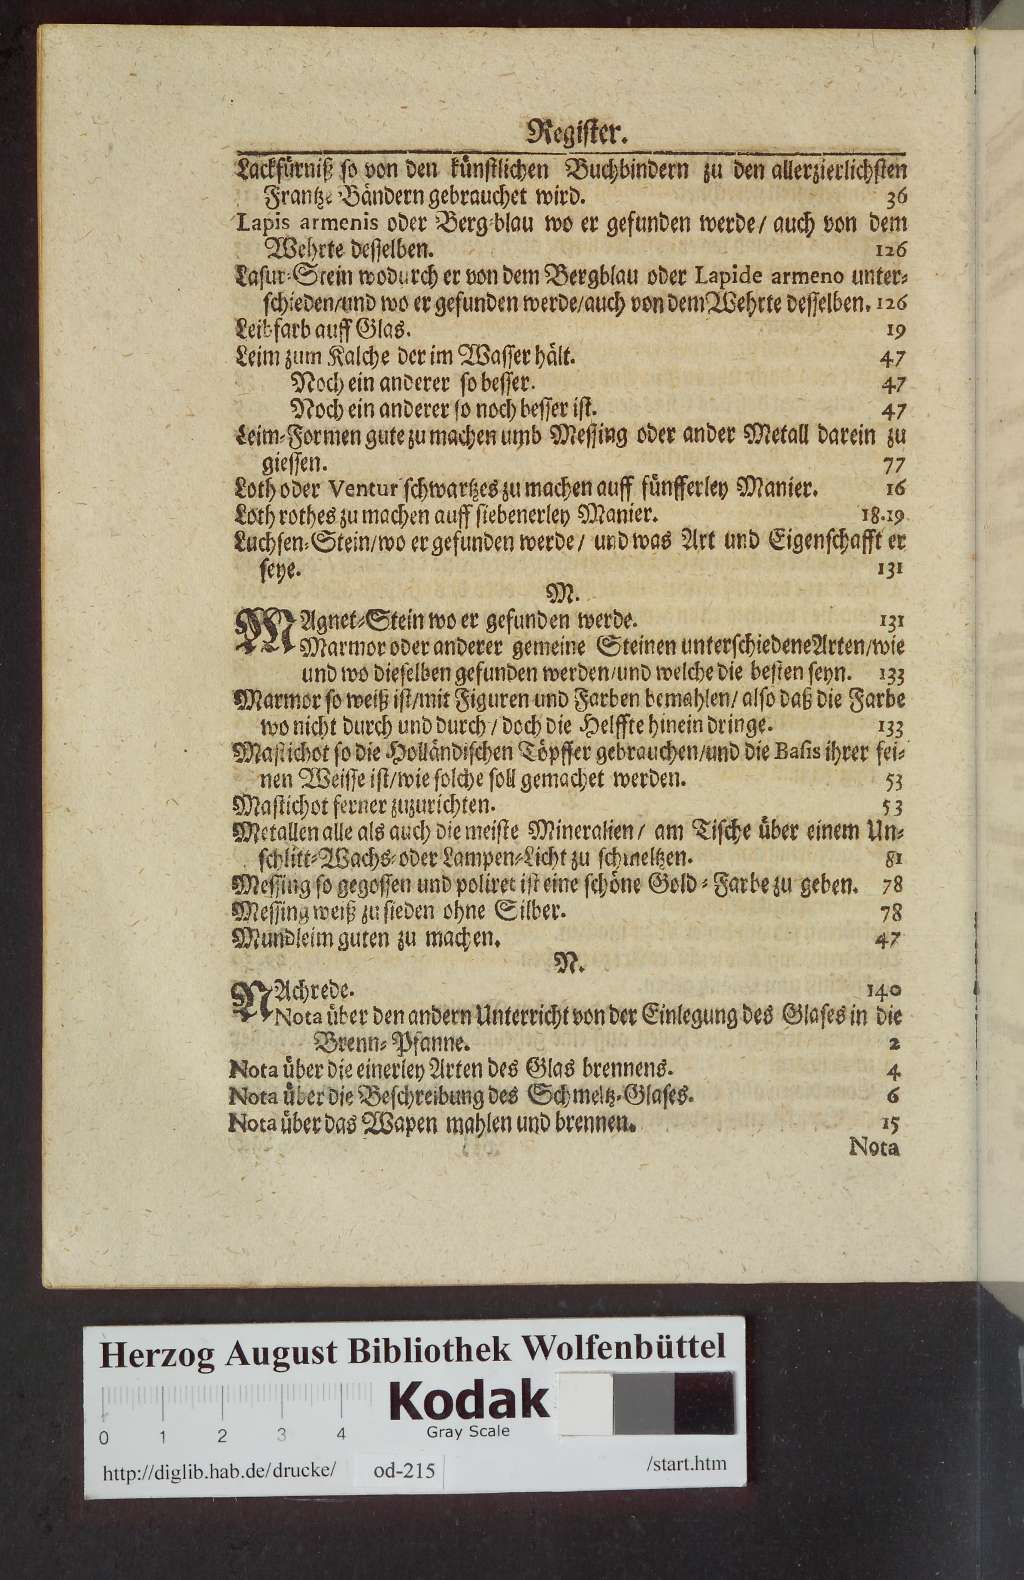 Register.
Lackfürniß so von den künstlichen Buchbindern zu den allerzierlichsten
Frantze Bändern gebrauchet wird. 36
Lapis armenis oder Berg-blau wo er gefunden werde/ auch von dem
Wehrte desselben. 126
Lasur-Stein wodurch er von dem Bergblau oder Lapide armeno unter-
schieden/und wo er gefunden werde/auch von dem Wehrte desselben. 126
Leibfarb auff Glas. 19
Leim zum Kalche der im Wasser hält. 47
Noch ein anderer so besser. 47
Noch ein anderer so noch besser ist. 47
Leim-Formen gute zu machen umb Messing oder ander Metall darein zu
giessen. 77
Loth oder Ventur schwartzes zu machen auff fünfferley Manier. 16
Loth rothes zu machen auff siebenerley Manier. 18.19
Luchsen-Stein/wo er gefunden werde/ und was Art und Eigenschafft er
seye. 131
M.
MAgnet-Stein wo er gefunden werde. 131
Marmor oder anderer gemeine Steinen unterschiedene Arten/wie
und wo dieselben gefunden werden/und welche die besten seyn. 133
Marmor so weiß ist/mit Figuren und Farben bemahlen/ also daß die Farbe
wo nicht durch und durch/ doch die Helffte hinein dringe. 133
Mastichot so die Holländischen Töpffer gebrauchen/und die Basis ihrer fei-
nen Weisse ist/wie solche soll gemachet werden. 53
Mastichot ferner zuzurichten. 53
Metallen alle als auch die meiste Mineralien/ am Tische über einem Un-
schlitt-Wachs-oder Lampen-Licht zu schmeltzen. 81
Messing so gegossen und poliret ist eine schöne Gold-Farbe zu geben. 78
Messing weiß zu sieden ohne Silber. 78
Mundleim guten zu machen. 47
N.
NAchrede. 140
Nota über den andern Unterricht von der Einlegung des Glases in die
Brenn-Pfanne. 2
Nota über die einerley Arten des Glas brennens. 4
Nota über die Beschreibung des Schmeltz-Glases. 6
Nota über das Wapen mahlen und brennen. 15
Nota
Herzog August Bibliothek Wolfenbüttel
Kodak
Gray Scale
0 1 2 3 4
http://diglib.hab.de/drucke/ od-215 /start.htm